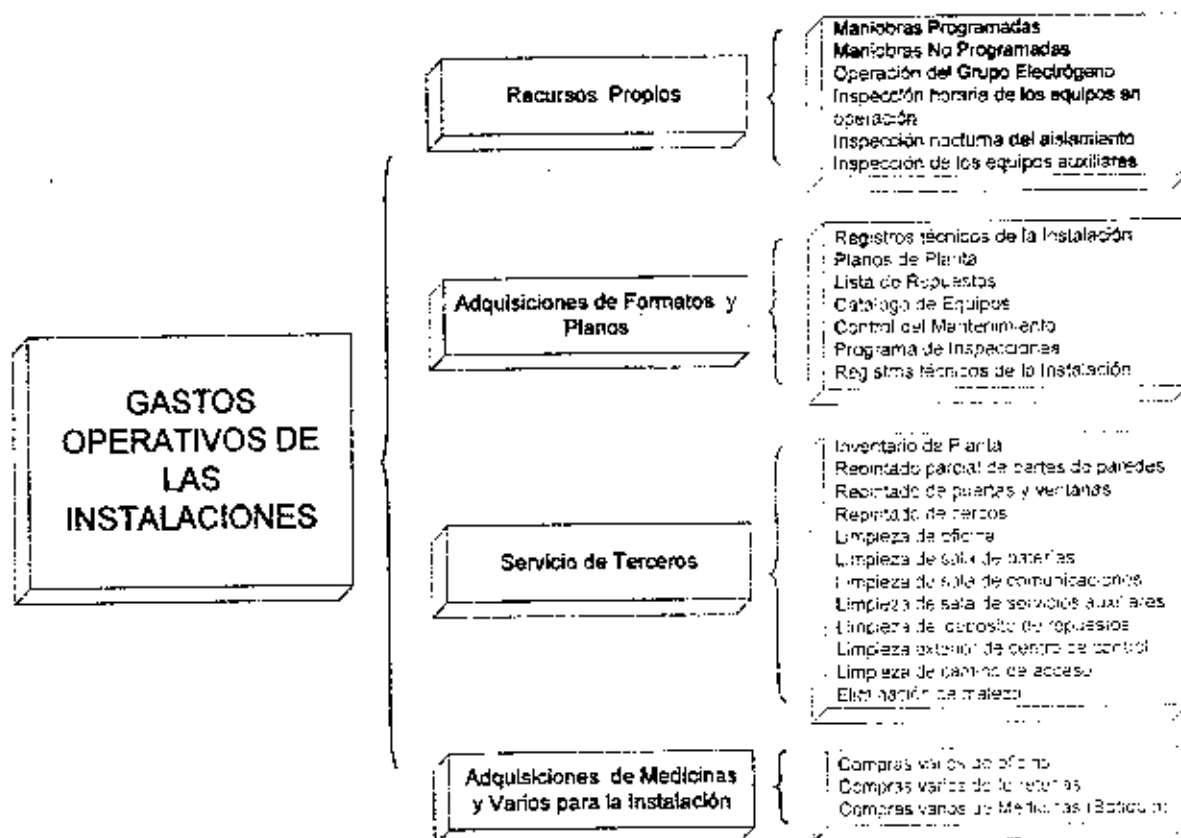 GASTOS
OPERATIVOS DE
LAS
INSTALACIONES
Recursos Propios
Maniobras Programadas
Maniobras No Programadas
Operación del Grupo Electrógeno
Inspección horaria de los equipos en
operación
Inspección nocturna del aislamiento
Inspección de los equipos auxiliares
Adquisiciones de Formatos y
Planos
Registros técnicos de la Instalación
Planos de Planta
Lista de Repuestos
Catalogo de Equipos
Control del Mantenimiento
Programa de Inspecciones
Registros técnicos de la Instalación
Servicio de Terceros
Inventario de Planta
Repintado parcial de partes de paredes
Repintado de puertas y ventanas
Repintado de cercos
Limpieza de oficina
Limpieza de sala de baterías
Limpieza de sala de comunicaciones
Limpieza de sala de servicios auxiliares
Limpieza de deposito de repuestos
Limpieza exterior de centro de control
Limpieza de camino de acceso
Eliminación de maleza
Adquisiciones de Medicinas
y Varios para la Instalación
Compras varios de oficina
Compras varios de ferreterias
Compras varios de Medicinas (Botiquin)